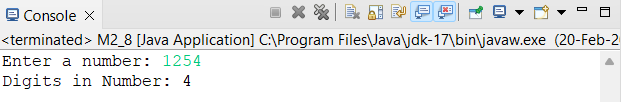 Console
<terminated> M2_8 [Java Application] C:\Program Files\Java\jdk-17\bin\javaw.exe (20-Feb-20
Enter a number: 1254
Digits in Number: 4